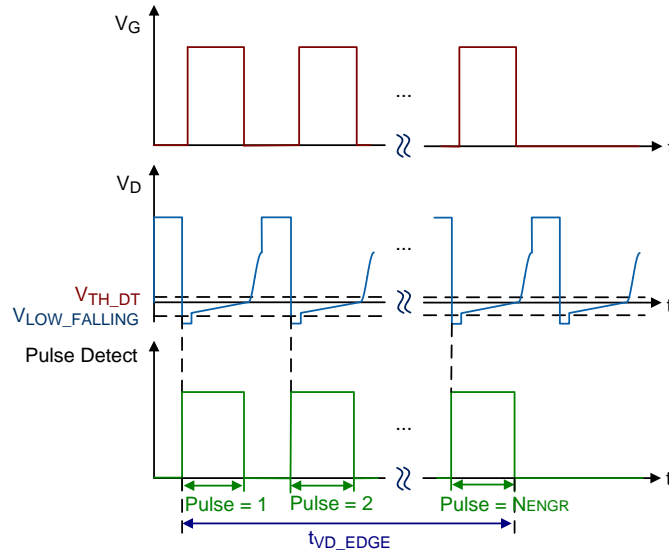 VG
...
t
VD
...
VTH_DT
VLOW_FALLING
t
Pulse Detect
...
t
Pulse = 1
Pulse = 2
Pulse = NENGR
tVD_EDGE